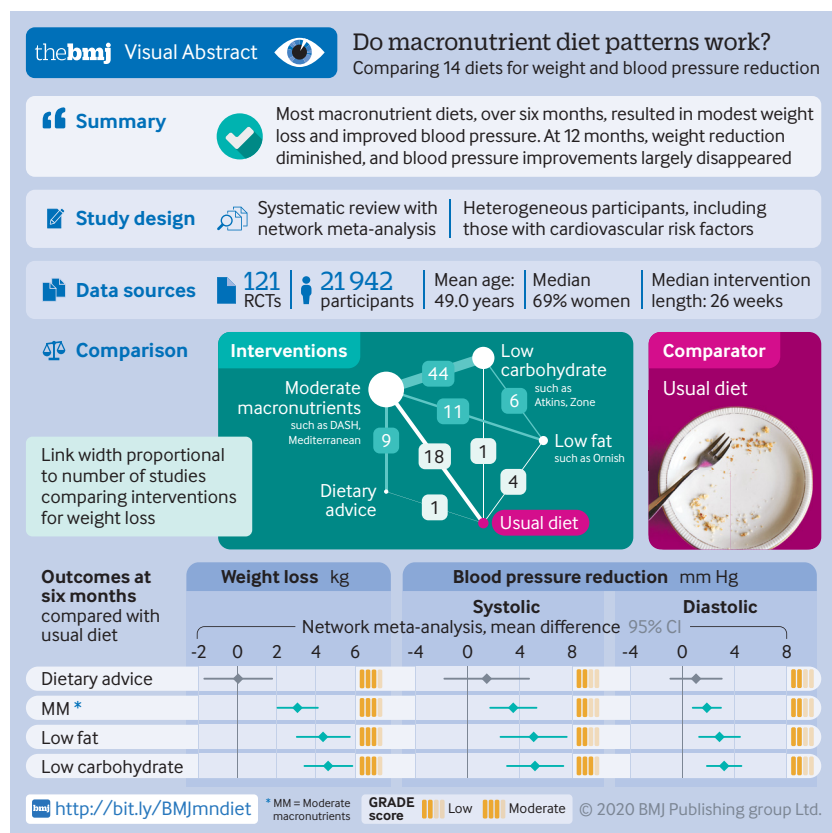 thebmj Visual Abstract
Do macronutrient diet patterns work?
Comparing 14 diets for weight and blood pressure reduction
Summary
Most macronutrient diets, over six months, resulted in modest weight
loss and improved blood pressure. At 12 months, weight reduction
diminished, and blood pressure improvements largely disappeared
Study design
Systematic review with
network meta-analysis
Heterogeneous participants, including
those with cardiovascular risk factors
Data sources
121
RCTs
21 942
participants
Mean age:
49.0 years
Median
69% women
Median intervention
length: 26 weeks
Comparison
Interventions
Moderate
macronutrients
such as DASH,
Mediterranean
Low
carbohydrate
such as
Atkins, Zone
Low fat
such as Ornish
Dietary
advice
Usual diet
44
11
6
9
18
1
4
1
Comparator
Usual diet
Link width proportional
to number of studies
comparing interventions
for weight loss
Outcomes at
six months
compared with
usual diet
Weight loss kg
Blood pressure reduction mm Hg
Systolic
Diastolic
Network meta-analysis, mean difference 95% CI
-2 0 2 4 6
-4 0 4 8
-4 0 4 8
Dietary advice
MM *
Low fat
Low carbohydrate
bmj http://bit.ly/BMJmndiet
* MM = Moderate
macronutrients
GRADE
score
Low
Moderate
© 2020 BMJ Publishing group Ltd.